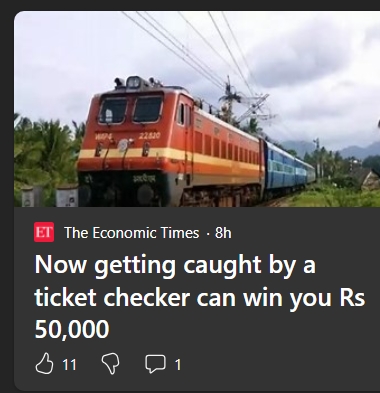 WAP4 22820
ET The Economic Times · 8h
Now getting caught by a
ticket checker can win you Rs
50,000
11 1